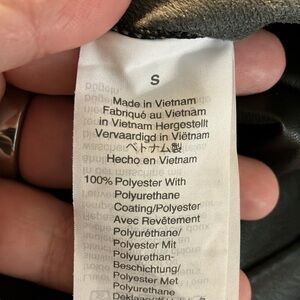 S
Made in Vietnam
Fabriqué au Vietnam
in Vietnam Hergestellt
Vervaardigd in Viëtnam
ベトナム製
Hecho en Vietnam
100% Polyester With
Polyurethane
Coating/Polyester
Avec Revêtement
Polyuréthane/
Polyester Mit
Polyurethan-
Beschichtung/
Polyester Met
Polyurethane